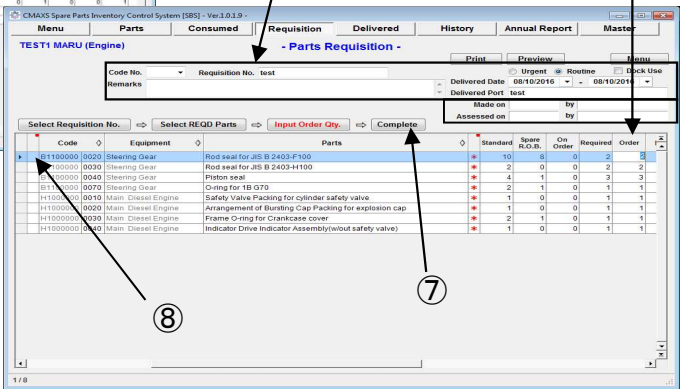 0 1 0 0 1 1
CMAXS Spare Parts Inventory Control System [SBS] - Ver.1.0.1.9 -
Menu Parts Consumed Requisition Delivered History Annual Report Master
TEST1 MARU (Engine) - Parts Requisition -
Print Preview Menu
Code No. Requisition No. test Urgent Routine Dock Use
Remarks Delivered Date 08/10/2016 - 08/10/2016
Delivered Port test
Made on by
Assessed on by
Select Requisition No. ⇨ Select REQD Parts ⇨ Input Order Qty. ⇨ Complete
Code Equipment Parts Standard Spare R.O.B. On Order Required Order
B1100000 0020 Steering Gear Rod seal for JIS B 2403-F100 * 10 8 0 2 2
B1100000 0030 Steering Gear Rod seal for JIS B 2403-H100 * 2 0 0 2 2
B1100000 0040 Steering Gear Piston seal * 4 1 0 3 3
B1100000 0070 Steering Gear O-ring for 1B G70 * 2 1 0 1 1
H1000000 0010 Main Diesel Engine Safety Valve Packing for cylinder safety valve * 1 0 0 1 1
H1000000 0020 Main Diesel Engine Arrangement of Bursting Cap Packing for explosion cap * 1 0 0 1 1
H1000000 0030 Main Diesel Engine Frame O-ring for Crankcase cover * 2 1 0 1 1
H1000000 0040 Main Diesel Engine Indicator Drive Indicator Assembly(w/out safety valve) * 1 0 0 1 1
⑦
⑧
1 / 8